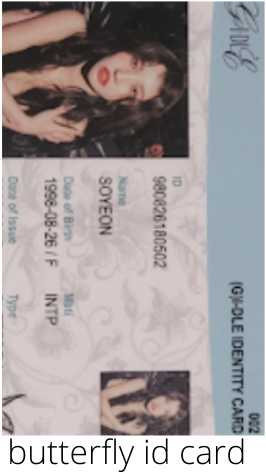 (G)I-DLE
002
(G)I-DLE IDENTITY CARD
ID
980826180502
Name
SOYEON
Date of Birth
Mbti
1998-08-26 / F
INTP
Date of Issue
Type
butterfly id card